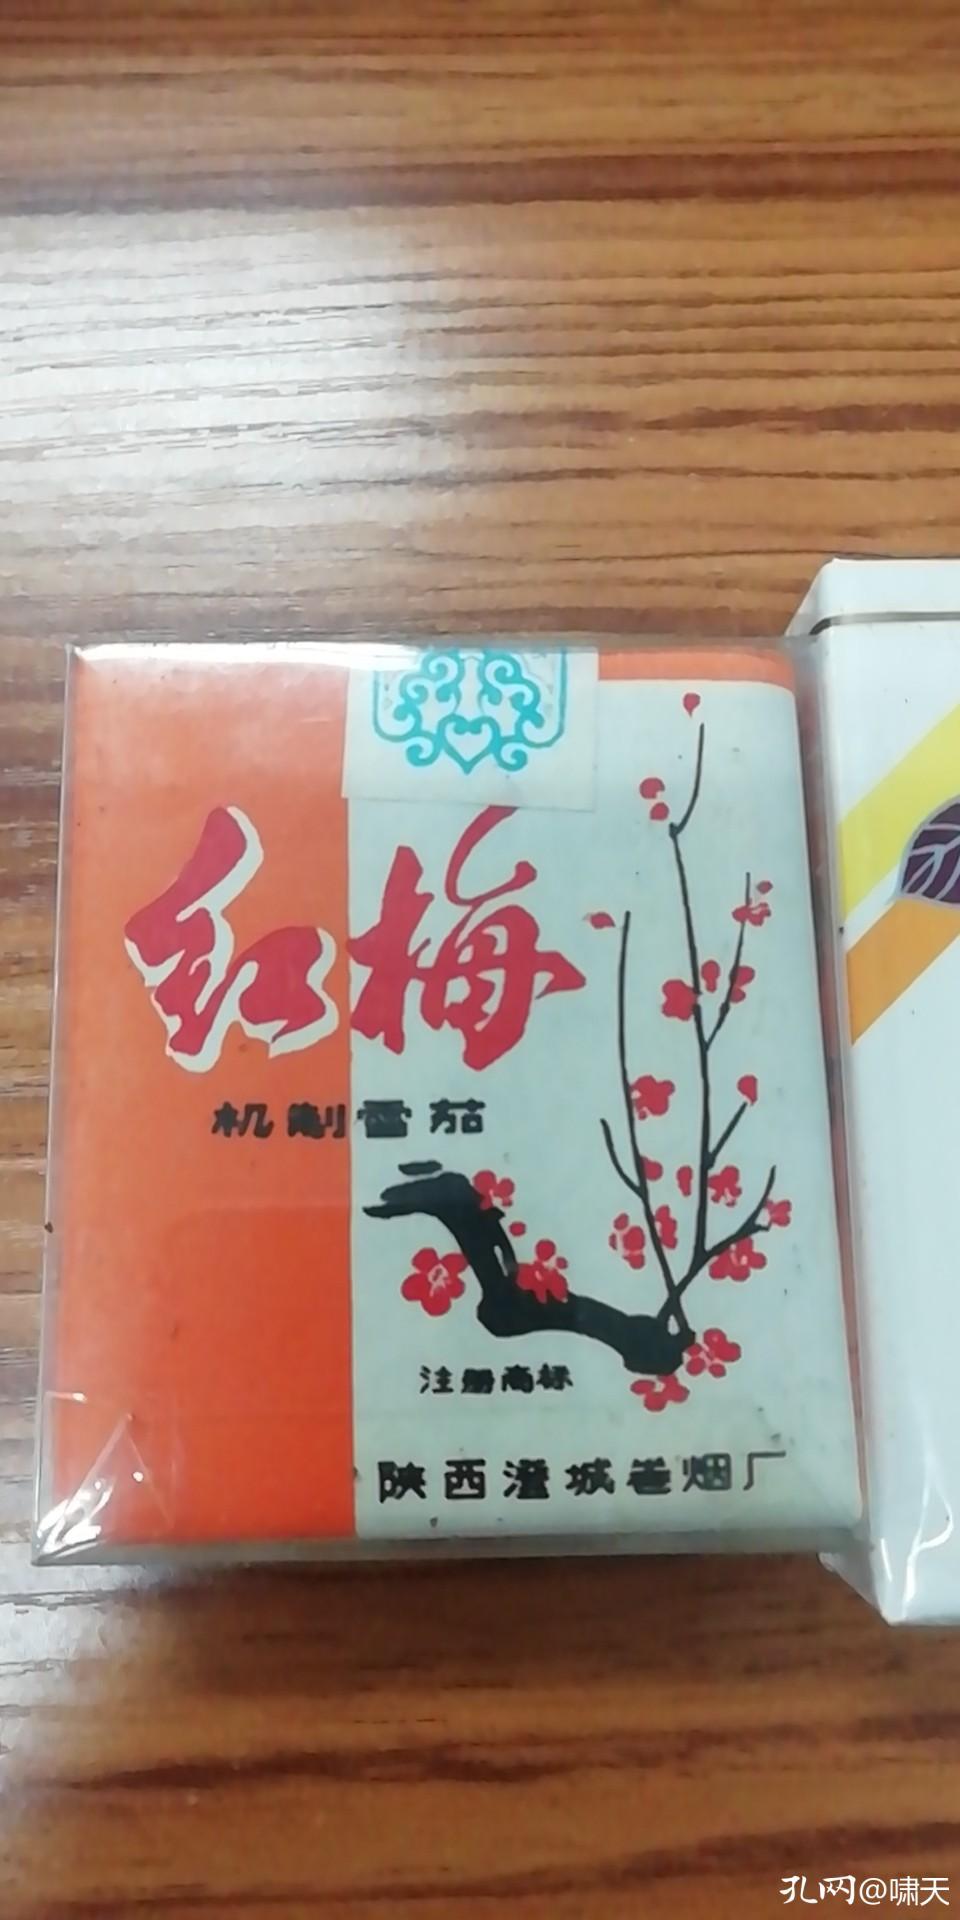 红梅
机制雪茄
注册商标
陕西澄城卷烟厂
孔网@啸天